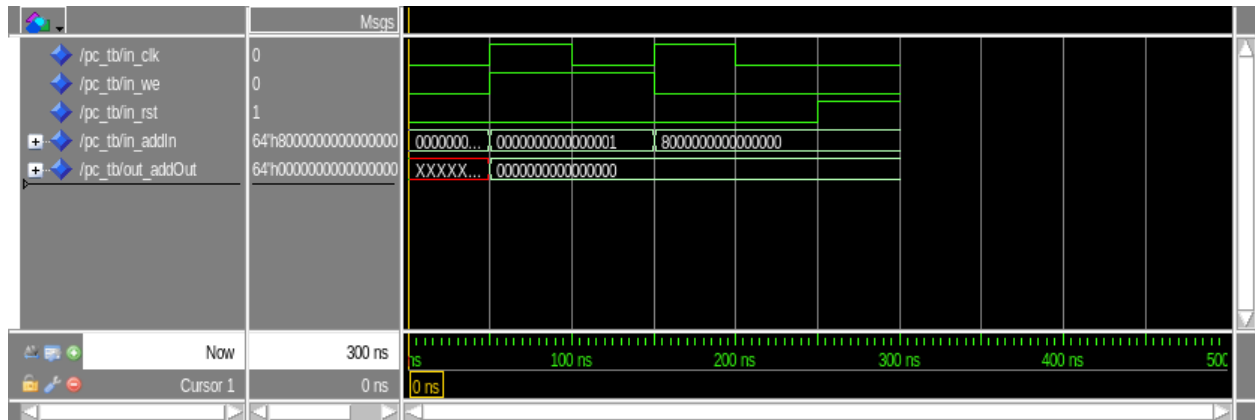 Msgs
/pc_tb/in_clk 0
/pc_tb/in_we 0
/pc_tb/in_rst 1
/pc_tb/in_addIn 64'h8000000000000000 0000000... 0000000000000001 8000000000000000
/pc_tb/out_addOut 64'h0000000000000000 XXXXX... 0000000000000000
Now 300 ns ns 100 ns 200 ns 300 ns 400 ns 500
Cursor 1 0 ns 0 ns